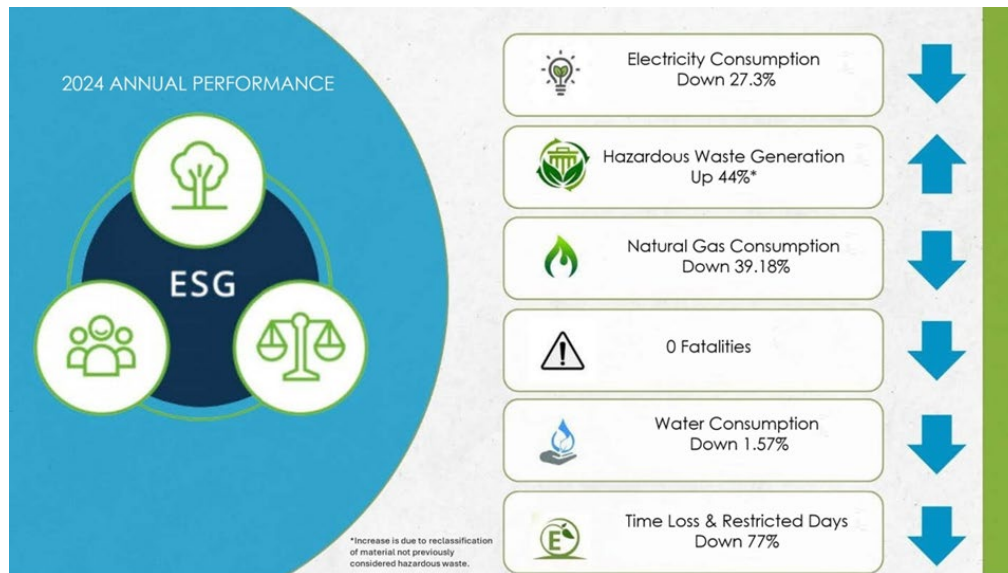 2024 ANNUAL PERFORMANCE
ESG
Electricity Consumption
Down 27.3%
Hazardous Waste Generation
Up 44%*
Natural Gas Consumption
Down 39.18%
0 Fatalities
Water Consumption
Down 1.57%
Time Loss & Restricted Days
Down 77%
E
*Increase is due to reclassification
of material not previously
considered hazardous waste.